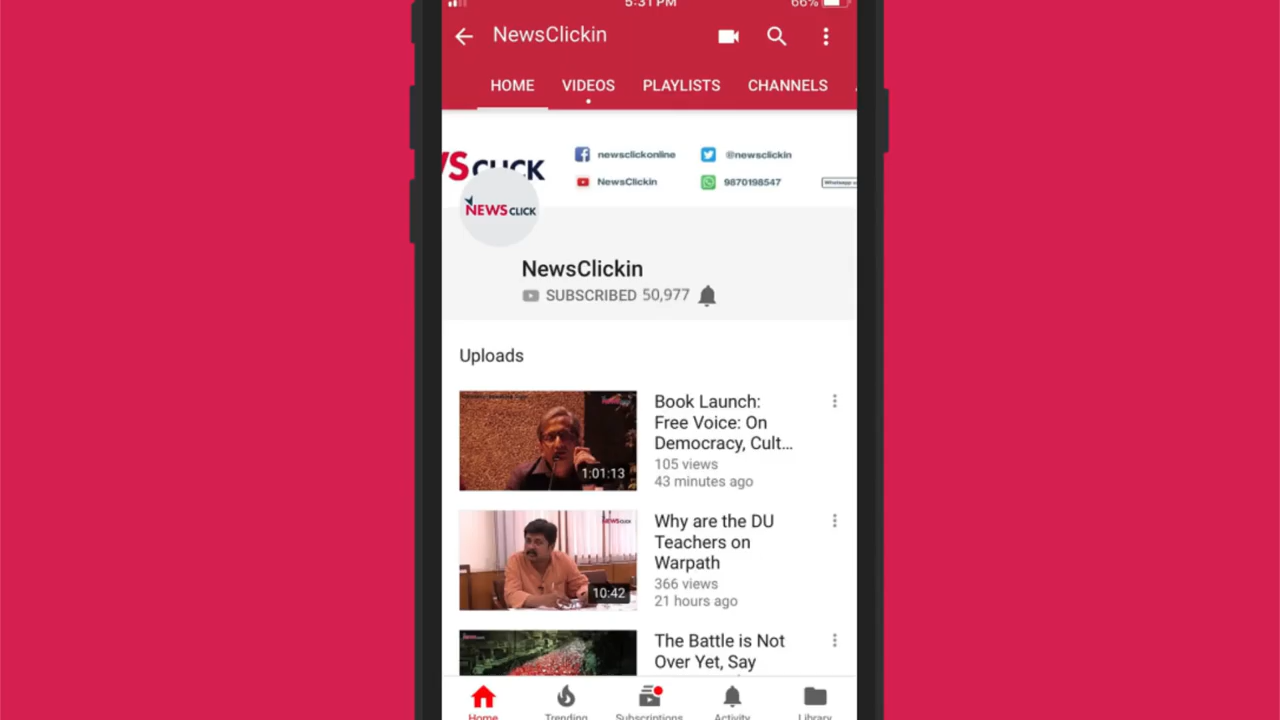 5:31 PM 66%
NewsClickin
HOME VIDEOS PLAYLISTS CHANNELS
WS CLICK
newsclickonline @newsclickin
NewsClickin 9870198547
NEWS CLICK
NewsClickin
SUBSCRIBED 50,977
Uploads
Book Launch:
Free Voice: On
Democracy, Cult...
105 views
43 minutes ago
1:01:13
Why are the DU
Teachers on
Warpath
366 views
21 hours ago
NEWSCLICK
10:42
The Battle is Not
Over Yet, Say
Home Trending Subscriptions Activity Library